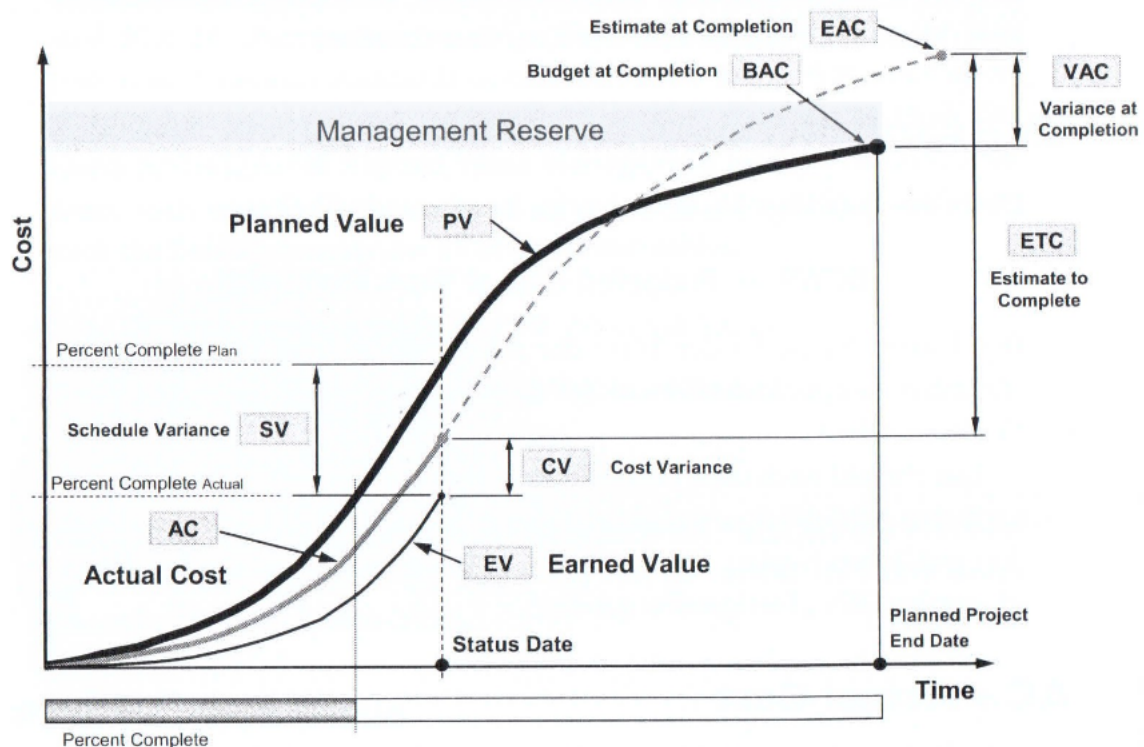 Estimate at Completion EAC
Budget at Completion BAC
VAC
Variance at
Completion
Management Reserve
Cost
Planned Value PV
ETC
Estimate to
Complete
Percent Complete Plan
Schedule Variance SV
CV Cost Variance
Percent Complete Actual
AC
Actual Cost
EV Earned Value
Status Date
Planned Project
End Date
Time
Percent Complete